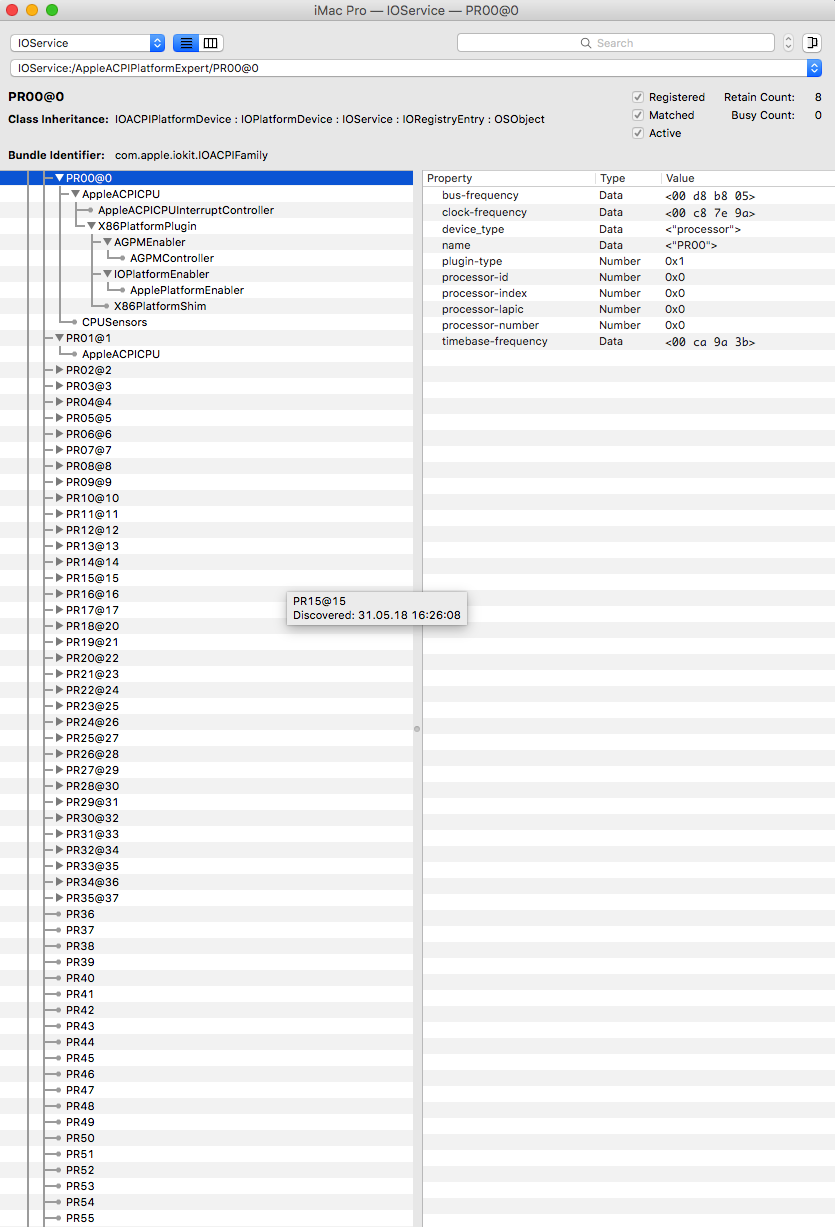 iMac Pro — IOService — PR00@0
IOService
Search
IOService:/AppleACPIPlatformExpert/PR00@0
PR00@0
Registered Retain Count: 8
Class Inheritance: IOACPIPlatformDevice : IOPlatformDevice : IOService : IORegistryEntry : OSObject
Matched Busy Count: 0
Active
Bundle Identifier: com.apple.iokit.IOACPIFamily
PR00@0
AppleACPICPU
AppleACPICPUInterruptController
X86PlatformPlugin
AGPMEnabler
AGPMController
IOPlatformEnabler
ApplePlatformEnabler
X86PlatformShim
CPUSensors
PR01@1
AppleACPICPU
PR02@2
PR03@3
PR04@4
PR05@5
PR06@6
PR07@7
PR08@8
PR09@9
PR10@10
PR11@11
PR12@12
PR13@13
PR14@14
PR15@15
PR16@16
PR17@17
PR18@20
PR19@21
PR20@22
PR21@23
PR22@24
PR23@25
PR24@26
PR25@27
PR26@28
PR27@29
PR28@30
PR29@31
PR30@32
PR31@33
PR32@34
PR33@35
PR34@36
PR35@37
PR36
PR37
PR38
PR39
PR40
PR41
PR42
PR43
PR44
PR45
PR46
PR47
PR48
PR49
PR50
PR51
PR52
PR53
PR54
PR55
PR15@15
Discovered: 31.05.18 16:26:08
Property Type Value
bus-frequency Data <00 d8 b8 05>
clock-frequency Data <00 c8 7e 9a>
device_type Data <"processor">
name Data <"PR00">
plugin-type Number 0x1
processor-id Number 0x0
processor-index Number 0x0
processor-lapic Number 0x0
processor-number Number 0x0
timebase-frequency Data <00 ca 9a 3b>